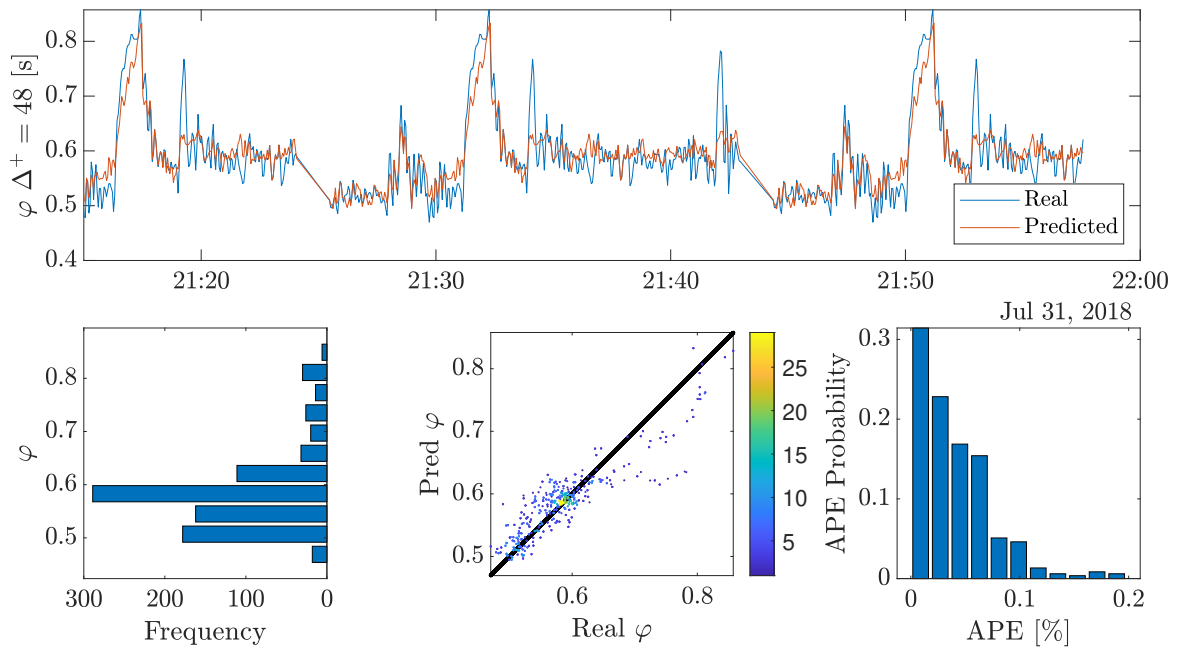 φ Δ⁺ = 48 [s]
0.8
0.7
0.6
0.5
0.4
Real
Predicted
21:20 21:30 21:40 21:50 22:00
Jul 31, 2018
φ
0.8
0.7
0.6
0.5
300 200 100 0
Frequency
Pred φ
0.8
0.7
0.6
0.5
0.6 0.8
Real φ
25
20
15
10
5
APE Probability
0.3
0.2
0.1
0
0 0.1 0.2
APE [%]